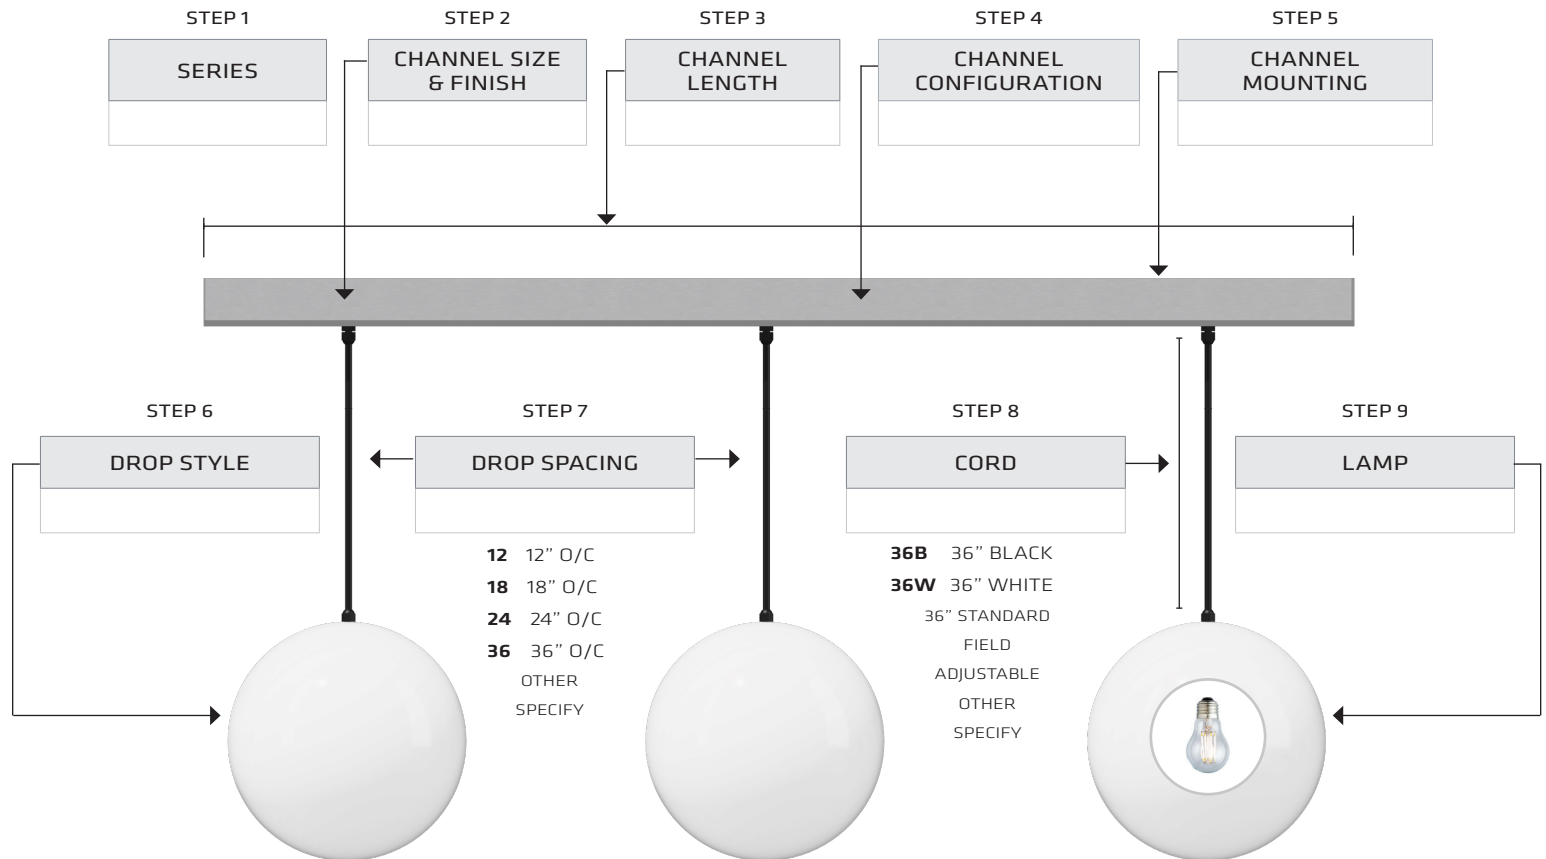 STEP 1
SERIES
STEP 2
CHANNEL SIZE
& FINISH
STEP 3
CHANNEL
LENGTH
STEP 4
CHANNEL
CONFIGURATION
STEP 5
CHANNEL
MOUNTING
STEP 6
DROP STYLE
STEP 7
DROP SPACING
12 12” O/C
18 18” O/C
24 24” O/C
36 36” O/C
OTHER
SPECIFY
STEP 8
CORD
36B 36” BLACK
36W 36” WHITE
36” STANDARD
FIELD
ADJUSTABLE
OTHER
SPECIFY
STEP 9
LAMP